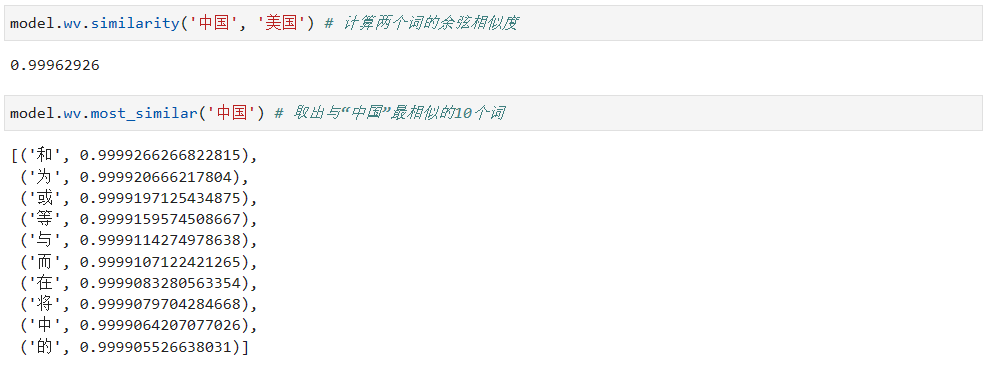 model.wv.similarity('中国', '美国') # 计算两个词的余弦相似度
0.99962926
model.wv.most_similar('中国') # 取出与“中国”最相似的10个词
[('和', 0.9999266266822815),
('为', 0.999920666217804),
('或', 0.9999197125434875),
('等', 0.9999159574508667),
('与', 0.9999114274978638),
('而', 0.9999107122421265),
('在', 0.9999083280563354),
('将', 0.9999079704284668),
('中', 0.9999064207077026),
('的', 0.999905526638031)]